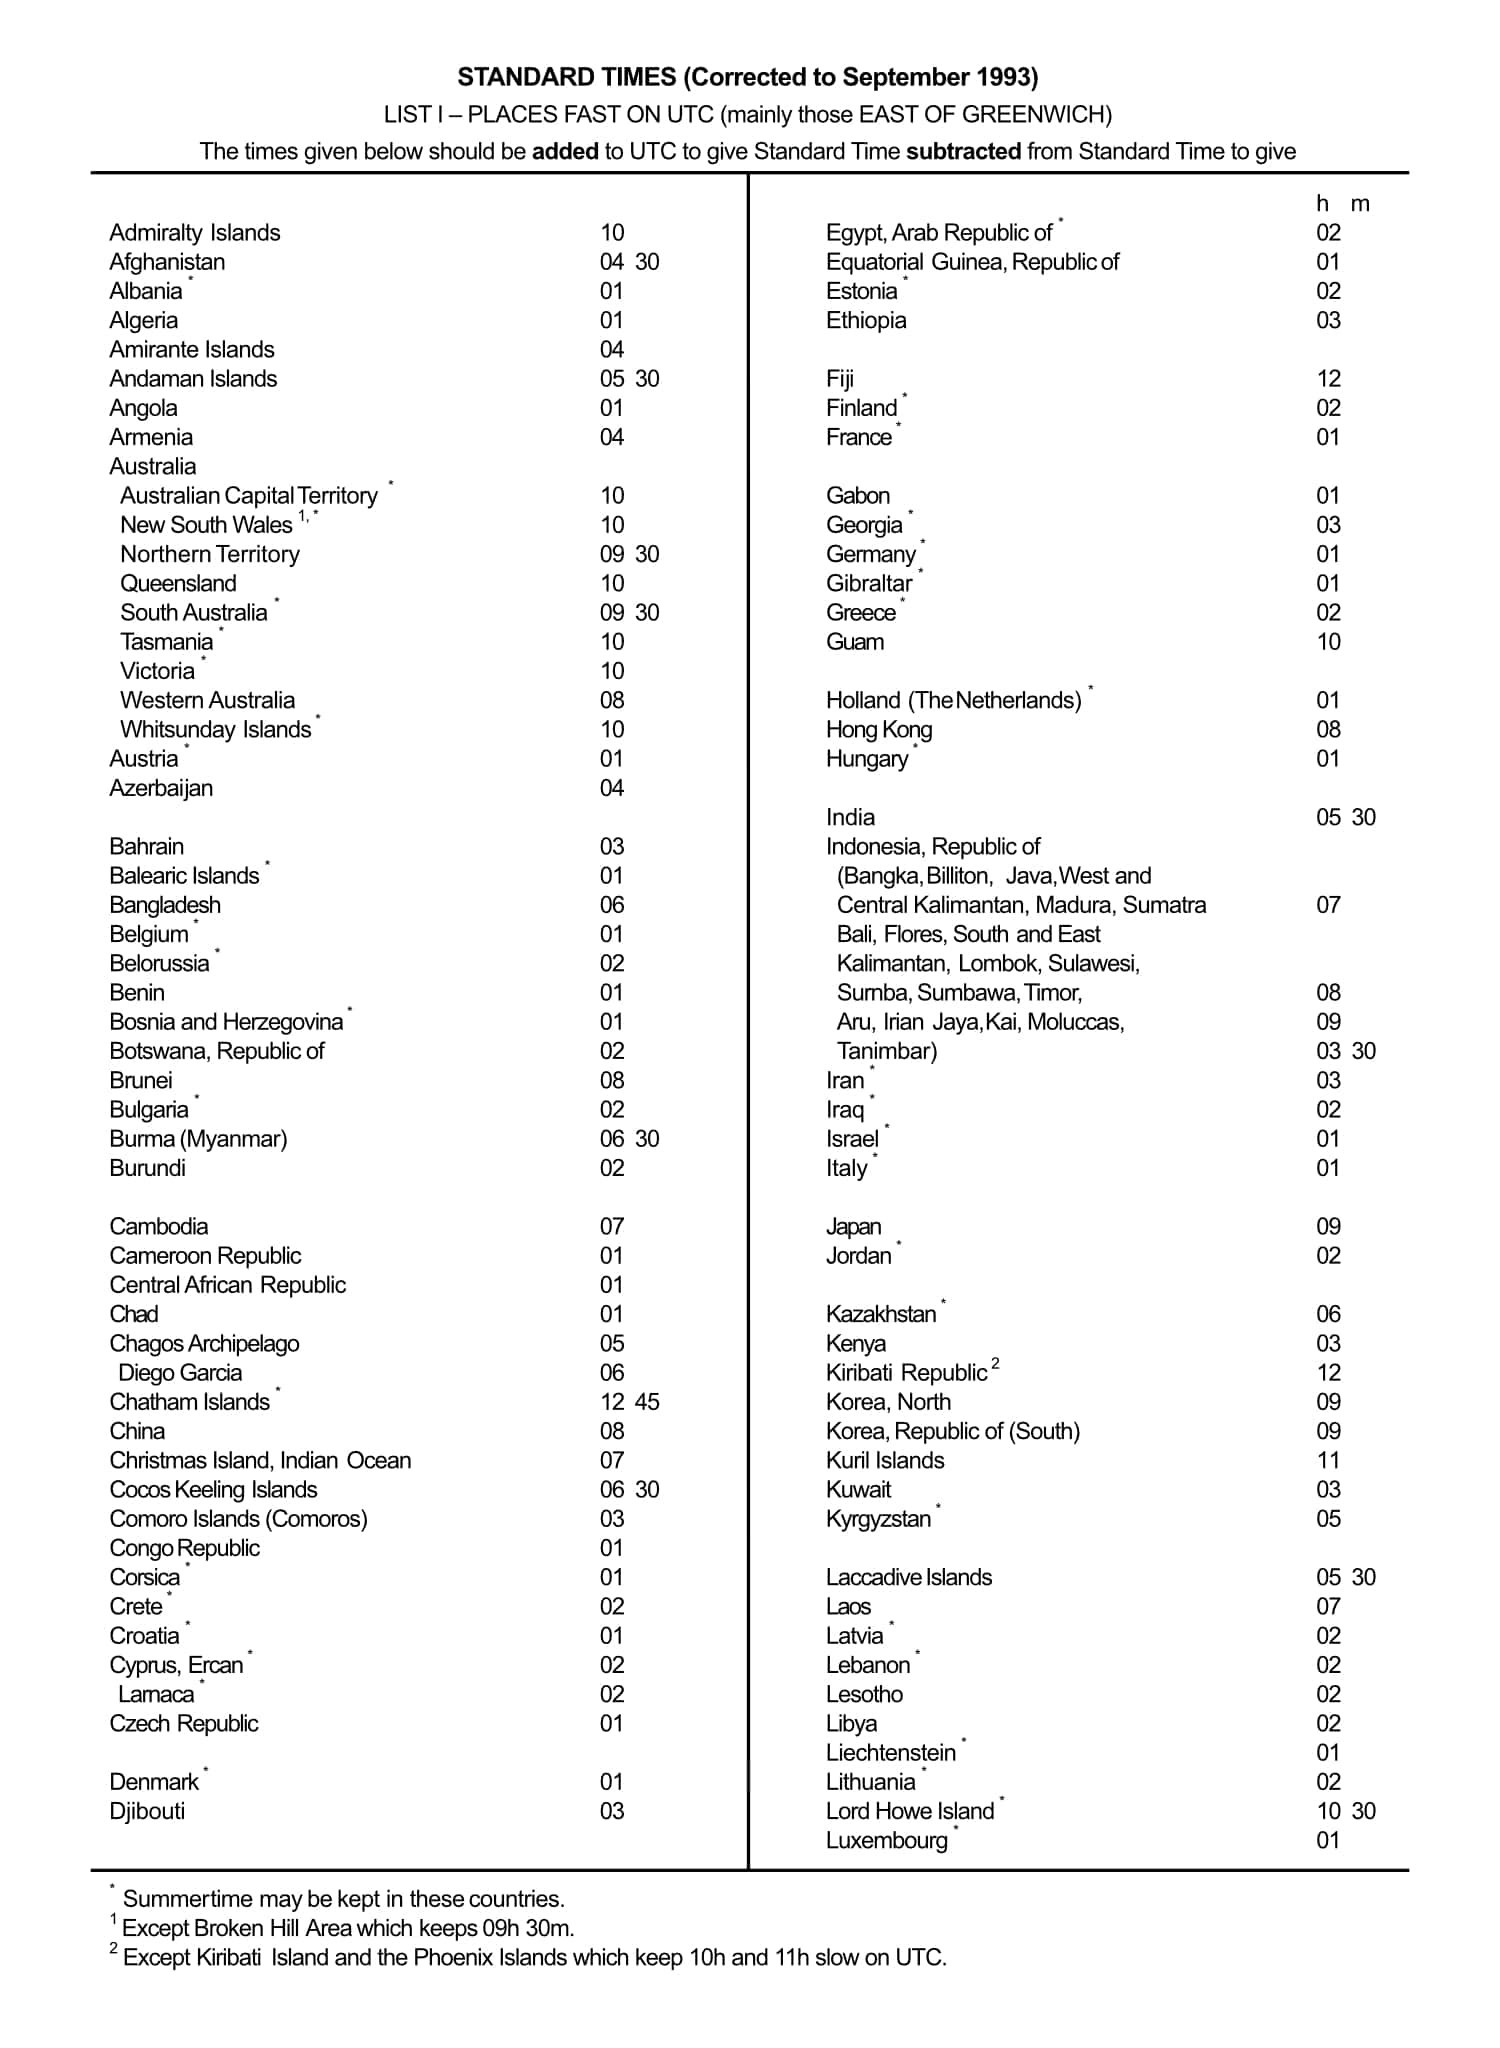 STANDARD TIMES (Corrected to September 1993)
LIST I – PLACES FAST ON UTC (mainly those EAST OF GREENWICH)
The times given below should be added to UTC to give Standard Time subtracted from Standard Time to give
Admiralty Islands 10
Afghanistan 04 30
Albania * 01
Algeria 01
Amirante Islands 04
Andaman Islands 05 30
Angola 01
Armenia 04
Australia
Australian Capital Territory * 10
New South Wales 1, * 10
Northern Territory 09 30
Queensland 10
South Australia * 09 30
Tasmania * 10
Victoria * 10
Western Australia 08
Whitsunday Islands * 10
Austria * 01
Azerbaijan 04
Bahrain 03
Balearic Islands * 01
Bangladesh 06
Belgium * 01
Belorussia * 02
Benin 01
Bosnia and Herzegovina * 01
Botswana, Republic of 02
Brunei 08
Bulgaria * 02
Burma (Myanmar) 06 30
Burundi 02
Cambodia 07
Cameroon Republic 01
Central African Republic 01
Chad 01
Chagos Archipelago 05
Diego Garcia 06
Chatham Islands * 12 45
China 08
Christmas Island, Indian Ocean 07
Cocos Keeling Islands 06 30
Comoro Islands (Comoros) 03
Congo Republic 01
Corsica * 01
Crete * 02
Croatia * 01
Cyprus, Ercan * 02
Larnaca * 02
Czech Republic 01
Denmark * 01
Djibouti 03
h m
Egypt, Arab Republic of * 02
Equatorial Guinea, Republic of 01
Estonia * 02
Ethiopia 03
Fiji 12
Finland * 02
France * 01
Gabon 01
Georgia * 03
Germany * 01
Gibraltar * 01
Greece * 02
Guam 10
Holland (The Netherlands) * 01
Hong Kong 08
Hungary * 01
India 05 30
Indonesia, Republic of
(Bangka, Billiton, Java, West and
Central Kalimantan, Madura, Sumatra 07
Bali, Flores, South and East
Kalimantan, Lombok, Sulawesi,
Surnba, Sumbawa, Timor, 08
Aru, Irian Jaya, Kai, Moluccas, 09
Tanimbar) 03 30
Iran * 03
Iraq * 02
Israel * 01
Italy * 01
Japan 09
Jordan * 02
Kazakhstan * 06
Kenya 03
Kiribati Republic 2 12
Korea, North 09
Korea, Republic of (South) 09
Kuril Islands 11
Kuwait 03
Kyrgyzstan * 05
Laccadive Islands 05 30
Laos 07
Latvia * 02
Lebanon * 02
Lesotho 02
Libya 02
Liechtenstein * 01
Lithuania * 02
Lord Howe Island * 10 30
Luxembourg * 01
* Summertime may be kept in these countries.
1 Except Broken Hill Area which keeps 09h 30m.
2 Except Kiribati Island and the Phoenix Islands which keep 10h and 11h slow on UTC.